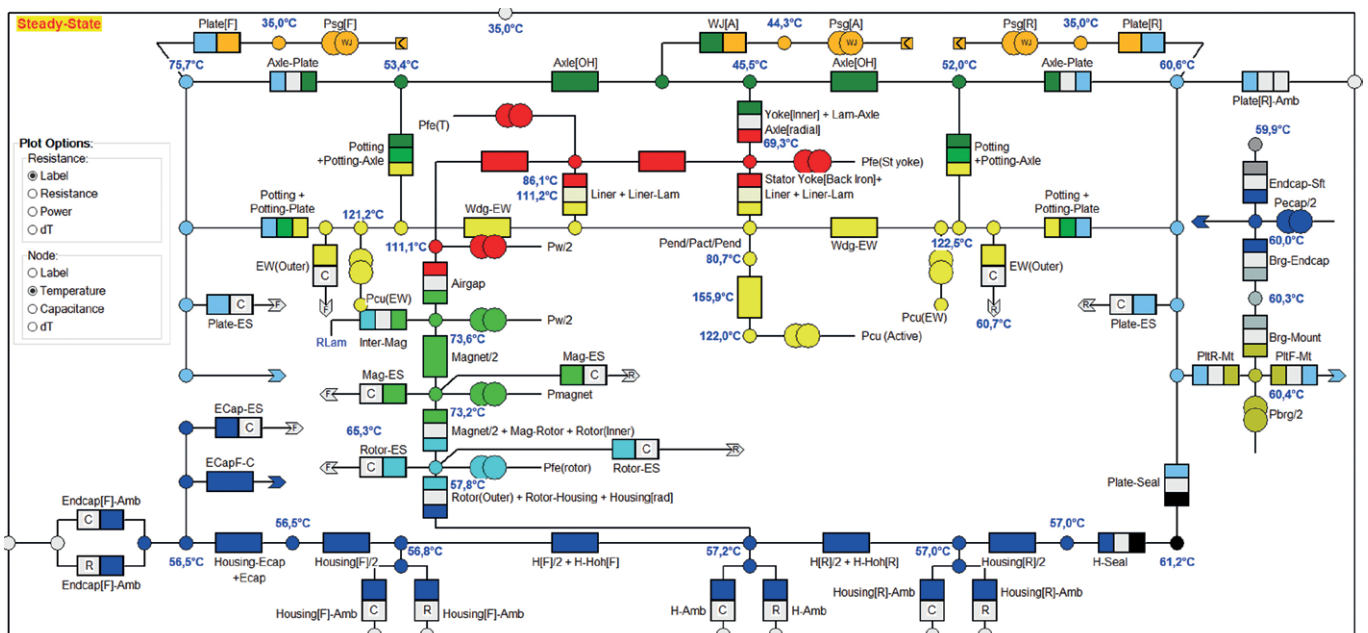 Steady-State
Plate[F]
35,0°C
Psg[F]
WJ
35,0°C
WJ[A]
44,3°C
Psg[A]
WJ
Psg[R]
WJ
35,0°C
Plate[R]
75,7°C
Axle-Plate
53,4°C
Axle[OH]
45,5°C
Axle[OH]
52,0°C
Axle-Plate
60,6°C
Plate[R]-Amb
Pfe(T)
Yoke[Inner] + Lam-Axle
Axle[radial]
69,3°C
Pfe(St yoke)
Potting
+Potting-Axle
Potting
+Potting-Axle
59,9°C
Plot Options:
Resistance:
Label
Resistance
Power
dT
Node:
Label
Temperature
Capacitance
dT
86,1°C
111,2°C
Liner + Liner-Lam
Stator Yoke[Back Iron]+
Liner + Liner-Lam
Endcap-Sft
Pecap/2
Potting +
Potting-Plate
121,2°C
Wdg-EW
111,1°C
Pw/2
Pend/Pact/Pend
80,7°C
Wdg-EW
122,5°C
Potting +
Potting-Plate
60,0°C
Brg-Endcap
EW(Outer)
C
F
Airgap
155,9°C
EW(Outer)
C
R
60,7°C
Plate-ES
C
F
Pcu(EW)
Pw/2
Pcu(EW)
R
C
Plate-ES
60,3°C
RLam
Inter-Mag
73,6°C
122,0°C
Pcu (Active)
Brg-Mount
Magnet/2
Mag-ES
C
F
Mag-ES
C
R
Pmagnet
PltR-Mt
PltF-Mt
60,4°C
Pbrg/2
73,2°C
Magnet/2 + Mag-Rotor + Rotor(Inner)
ECap-ES
C
F
65,3°C
Rotor-ES
C
F
Pfe(rotor)
C
R
Rotor-ES
ECapF-C
57,8°C
Rotor(Outer) + Rotor-Housing + Housing[rad]
Plate-Seal
Endcap[F]-Amb
C
R
Endcap[F]-Amb
56,5°C
Housing-Ecap
+Ecap
56,5°C
Housing[F]/2
56,8°C
H[F]/2 + H-Hoh[F]
57,2°C
H[R]/2 + H-Hoh[R]
57,0°C
Housing[R]/2
57,0°C
H-Seal
61,2°C
Housing[F]-Amb
C
R
Housing[F]-Amb
H-Amb
C
R
H-Amb
Housing[R]-Amb
C
R
Housing[R]-Amb